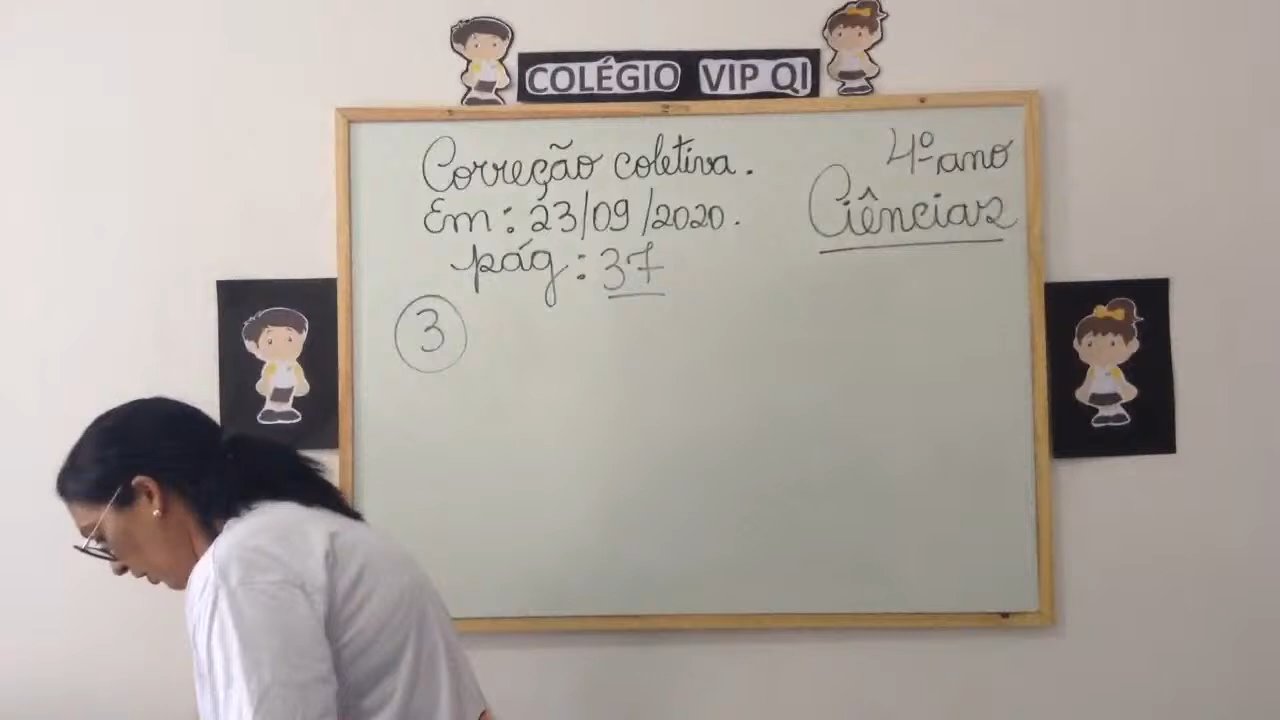 COLÉGIO VIP QI
Correção coletiva.
4º ano
Em: 23/09/2020.
Ciências
pág: 37
3